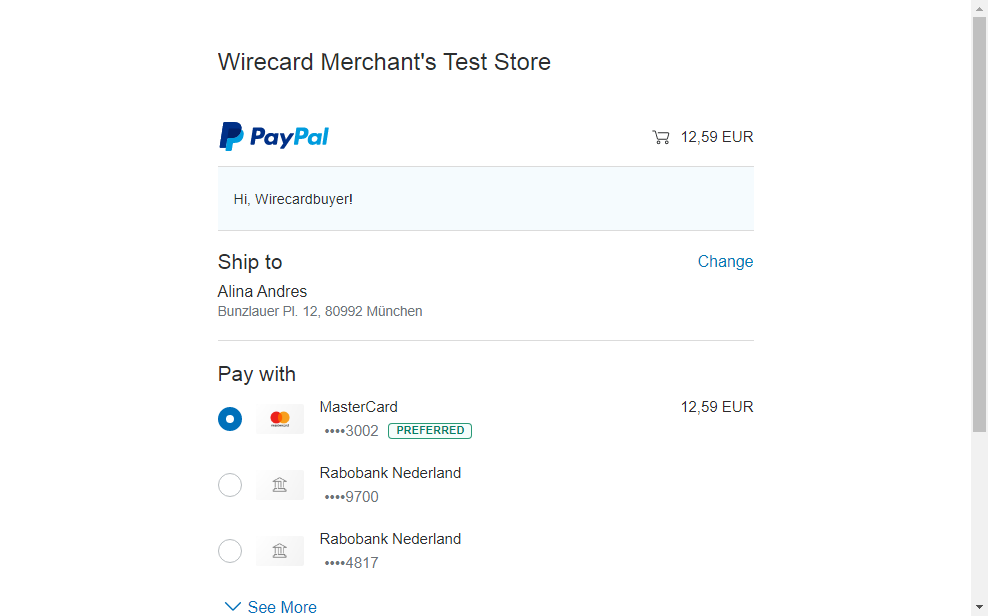 Wirecard Merchant's Test Store
PayPal 12,59 EUR
Hi, Wirecardbuyer!
Ship to Change
Alina Andres
Bunzlauer Pl. 12, 80992 München
Pay with
MasterCard 12,59 EUR
••••3002 PREFERRED
Rabobank Nederland
••••9700
Rabobank Nederland
••••4817
See More